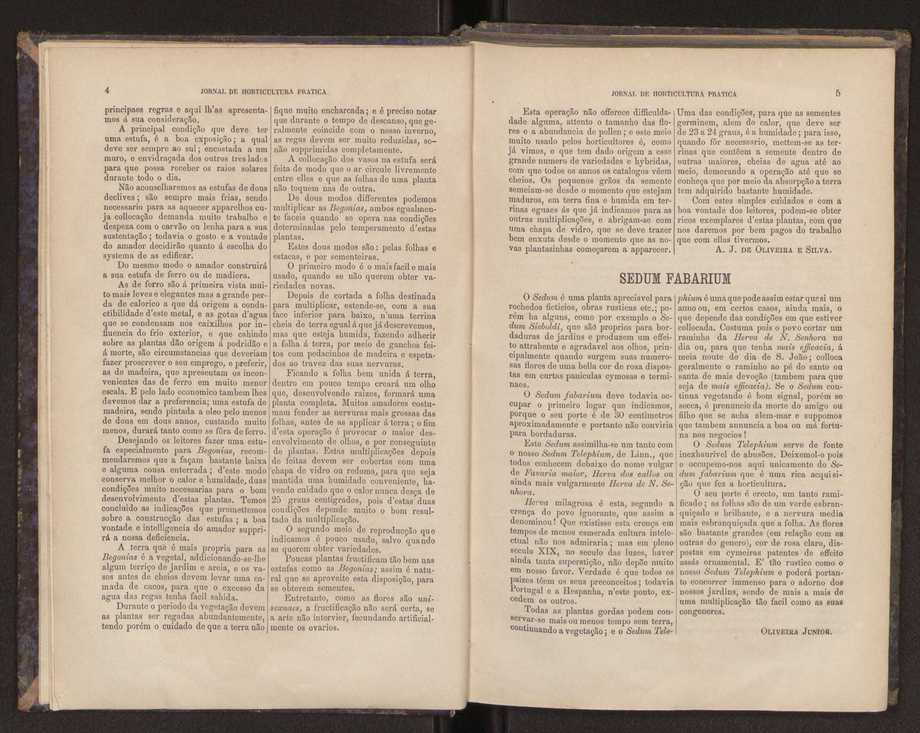 4
JORNAL DE HORTICULTURA PRATICA
principaes regras e aqui lh'as apresenta-
mos á sua consideração.
A principal condição que deve ter
uma estufa, é a boa exposição; a qual
deve ser sempre ao sul; encostada a um
muro, e envidraçada dos outros tres lados
para que possa receber os raios solares
durante todo o dia.
Não aconselharemos as estufas de dous
declives; são sempre mais frias, sendo
necessario para as aquecer apparelhos cu-
ja collocação demanda muito trabalho e
despeza com o carvão ou lenha para a sua
sustentação; todavia o gosto e a vontade
do amador decidirão quanto á escolha do
systema de as edificar.
Do mesmo modo o amador construirá
a sua estufa de ferro ou de madeira.
As de ferro são á primeira vista mui-
to mais leves e elegantes mas a grande per-
da de calorico a que dá origem a conda-
ctibilidade d'este metal, e as gotas d'agua
que se condensam nos caixilhos por in-
fluencia do frio exterior, e que cahindo
sobre as plantas dão origem á podridão e
á morte, são circumstancias que deveriam
fazer proscrever o seu emprego, e preferir,
as de madeira, que apresentam os incon-
venientes das de ferro em muito menor
escala. E pelo lado economico tambem lhes
devemos dar a preferencia; uma estufa de
madeira, sendo pintada a oleo pelo menos
de dous em dous annos, custando muito
menos, durará tanto como se fôra de ferro.
Desejando os leitores fazer uma estu-
fa especialmente para Begonias, recom-
mendaremos que a façam bastante baixa
e alguma cousa enterrada; d'este modo
conserva melhor o calor e humidade, duas
condições muito necessarias para o bom
desenvolvimento d'estas plantas. Temos
concluido as indicações que promettemos
sobre a construcção das estufas; a boa
vontade e intelligencia do amador suppri-
rá a nossa deficiencia.
A terra que é mais propria para as
Begonias é a vegetal, addicionando-se-lhe
algum terriço de jardim e areia, e os va-
sos antes de cheios devem levar uma ca-
mada de cacos, para que o excesso da
agua das regas tenha facil sahida.
Durante o periodo da vegetação devem
as plantas ser regadas abundantemente,
tendo porém o cuidado de que a terra não
fique muito encharcada; e é preciso notar
que durante o tempo de descanso, que ge-
ralmente coincide com o nosso inverno,
as regas devem ser muito reduzidas, se-
não supprimidas completamente.
A collocação dos vasos na estufa será
feita de modo que o ar circule livremente
entre elles e que as folhas de uma planta
não toquem nas de outra.
De dous modos differentes podemos
multiplicar as Begonias, ambos egualmen-
te faceis quando se opera nas condições
determinadas pelo temperamento d'estas
plantas.
Estes dous modos são: pelas folhas e
estacas, e por sementeiras.
O primeiro modo é o mais facil e mais
usado, quando se não querem obter va-
riedades novas.
Depois de cortada a folha destinada
para multiplicar, estende-se, com a sua
face inferior para baixo, n'uma terrina
cheia de terra egual á que já descrevemos,
mas que esteja humida, fazendo adherir
a folha á terra, por meio de ganchos fei-
tos com pedacinhos de madeira e espeta-
dos ao travez das suas nervuras.
Ficando a folha bem unida á terra,
dentro em pouco tempo creará um olho
que, desenvolvendo raizes, formará uma
planta completa. Muitos amadores costu-
mam fender as nervuras mais grossas das
folhas, antes de as applicar á terra; o fim
d'esta operação é provocar o maior des-
envolvimento de olhos, e por conseguinte
de plantas. Estas multiplicações depois
de feitas devem ser cobertas com uma
chapa de vidro ou redoma, para que seja
mantida uma humidade conveniente, ha-
vendo cuidado que o calor nunca desça de
25 graus centigrados, pois d'estas duas
condições depende muito o bom resul-
tado da multiplicação.
O segundo meio de reproducção que
indicamos é pouco usado, salvo quando
se querem obter variedades.
Poucas plantas fructificam tão bem nas
estufas como as Begonias; assim é natu-
ral que se aproveite esta disposição, para
se obterem sementes.
Entretanto, como as flores são uni-
sexuaes, a fructificação não será certa, se
a arte não intervier, fecundando artificial-
mente os ovarios.
JORNAL DE HORTICULTURA PRATICA
5
Esta operação não offerece difficulda-
dade alguma, attento o tamanho das flo-
res e a abundancia de pollen; e este meio
muito usado pelos horticultores é, como
já vimos, o que tem dado origem a esse
grande numero de variedades e hybridas,
com que todos os annos os catalogos vêem
cheios. Os pequenos grãos da semente
semeiam-se desde o momento que estejam
maduros, em terra fina e humida em ter-
rinas eguaes ás que já indicamos para as
outras multiplicações, e abrigam-se com
uma chapa de vidro, que se deve trazer
bem enxuta desde o momento que as no-
vas plantasinhas começarem a apparecer.
Uma das condições, para que as sementes
germinem, alem do calor, que deve ser
de 23 a 24 graus, é a humidade; para isso,
quando fôr necessario, mettem-se as ter-
rinas que contêem a semente dentro de
outras maiores, cheias de agua até ao
meio, demorando a operação até que se
conheça que por meio da absorpção a terra
tem adquirido bastante humidade.
Com estes simples cuidados e com a
boa vontade dos leitores, podem-se obter
ricos exemplares d'estas plantas, com que
nos daremos por bem pagos do trabalho
que com ellas tivermos.
A. J. DE OLIVEIRA E SILVA.
SEDUM FABARIUM
O Sedum é uma planta apreciavel para
rochedos ficticios, obras rusticas etc.; po-
rém ha alguns, como por exemplo o Se-
dum Sieboldi, que são proprios para bor-
daduras de jardins e produzem um effei-
to attrahente e agradavel aos olhos, prin-
cipalmente quando surgem suas numero-
sas flores de uma bella cor de rosa dispos-
tas em curtas paniculas cymosas e termi-
naes.
O Sedum fabarium deve todavia oc-
cupar o primeiro logar que indicamos,
porque o seu porte é de 30 centimetros
aproximadamente e portanto não conviria
para bordaduras.
Este Sedum assimilha-se um tanto com
o nosso Sedum Telephium, de Linn., que
todos conhecem debaixo do nome vulgar
de Favaria maior, Herva dos callos ou
ainda mais vulgarmente Herva de N. Se-
nhora.
Herva milagrosa é esta, segundo a
crença do povo ignorante, que assim a
denominou! Que existisse esta crença em
tempos de menos esmerada cultura intele-
ctual não nos admiraria; mas em pleno
seculo XIX, no seculo das luzes, haver
ainda tanta superstição, não depõe muito
em nosso favor. Verdade é que todos os
paizes têem os seus preconceitos; todavia
Portugal e a Hespanha, n'este ponto, ex-
cedem os outros.
Todas as plantas gordas podem con-
servar-se mais ou menos tempo sem terra,
continuando a vegetação; e o Sedum Tele-
phium é uma que pode assim estar quasi um
anno ou, em certos casos, ainda mais, o
que depende das condições em que estiver
collocada. Costuma pois o povo cortar um
raminho da Herva de N. Senhora no
dia ou, para que tenha mais efficacia, á
meia noute do dia de S. João; colloca
geralmente o raminho ao pé do santo ou
santa de mais devoção (tambem para que
seja de mais efficacia). Se o Sedum con-
tinua vegetando é bom signal, porém se
secca, é prenuncio da morte do amigo ou
filho que se acha alem-mar e suppomos
que tambem annuncia a boa ou má fortu-
na nos negocios!
O Sedum Telephium serve de fonte
inexhaurivel de abusões. Deixemol-o pois
e occupemo-nos aqui unicamente do Se-
dum fabarium que é uma rica acquisi-
ção que fez a horticultura.
O seu porte é erecto, um tanto rami-
ficado; as folhas são de um verde esbran-
quiçado e brilhante, e a nervura media
mais esbranquiçada que a folha. As flores
são bastante grandes (em relação com as
outras do genero), cor de rosa claro, dis-
postas em cymeiras patentes de effeito
assás ornamental. E' tão rustico como o
nosso Sedum Telephium e poderá portan-
to concorrer immenso para o adorno dos
nossos jardins, sendo de mais a mais de
uma multiplicação tão facil como as suas
congeneres.
OLIVEIRA JUNIOR.